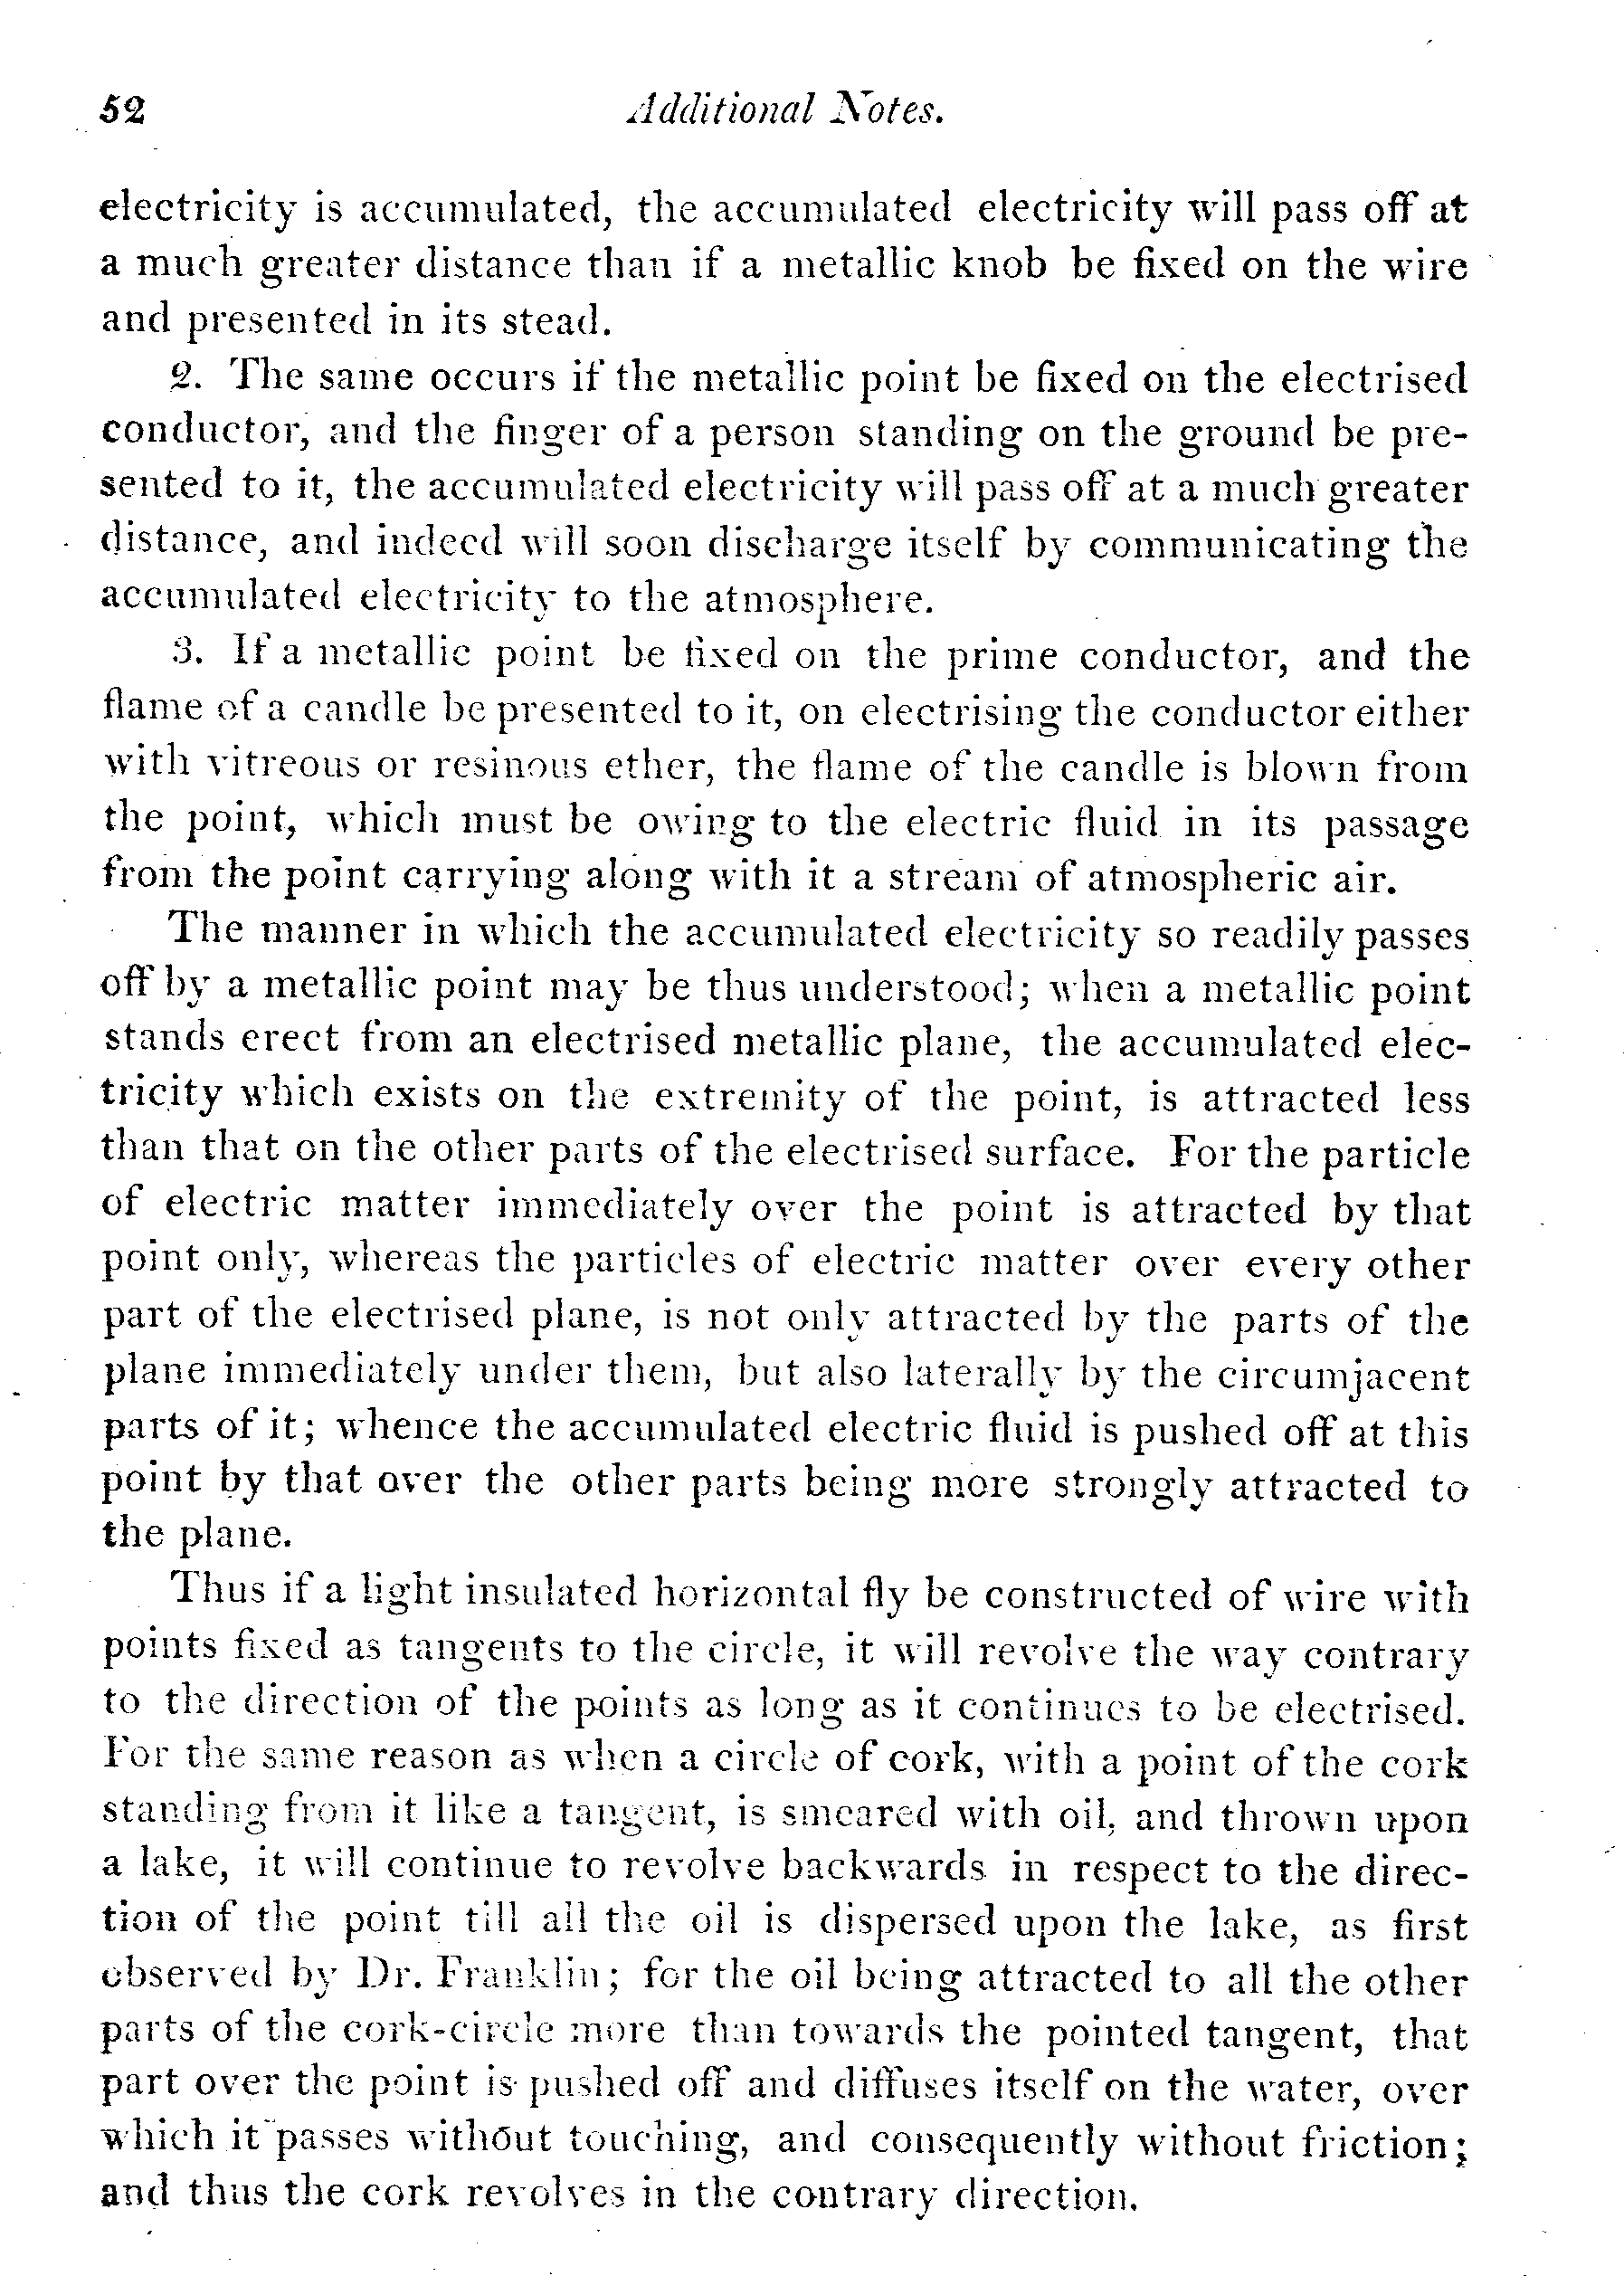 52 Additional Notes.
electricity is accumulated, the accumulated electricity will pass off at
a much greater distance than if a metallic knob be fixed on the wire
and presented in its stead.
2. The same occurs if the metallic point be fixed on the electrised
conductor, and the finger of a person standing on the ground be pre-
sented to it, the accumulated electricity will pass off at a much greater
distance, and indeed will soon discharge itself by communicating the
accumulated electricity to the atmosphere.
3. If a metallic point be fixed on the prime conductor, and the
flame of a candle be presented to it, on electrising the conductor either
with vitreous or resinous ether, the flame of the candle is blown from
the point, which must be owing to the electric fluid in its passage
from the point carrying along with it a stream of atmospheric air.
The manner in which the accumulated electricity so readily passes
off by a metallic point may be thus understood; when a metallic point
stands erect from an electrised metallic plane, the accumulated elec-
tricity which exists on the extremity of the point, is attracted less
than that on the other parts of the electrised surface. For the particle
of electric matter immediately over the point is attracted by that
point only, whereas the particles of electric matter over every other
part of the electrised plane, is not only attracted by the parts of the
plane immediately under them, but also laterally by the circumjacent
parts of it; whence the accumulated electric fluid is pushed off at this
point by that over the other parts being more strongly attracted to
the plane.
Thus if a light insulated horizontal fly be constructed of wire with
points fixed as tangents to the circle, it will revolve the way contrary
to the direction of the points as long as it continues to be electrised.
For the same reason as when a circle of cork, with a point of the cork
standing from it like a tangent, is smeared with oil, and thrown upon
a lake, it will continue to revolve backwards in respect to the direc-
tion of the point till all the oil is dispersed upon the lake, as first
observed by Dr. Franklin; for the oil being attracted to all the other
parts of the cork-circle more than towards the pointed tangent, that
part over the point is pushed off and diffuses itself on the water, over
which it passes without touching, and consequently without friction;
and thus the cork revolves in the contrary direction.